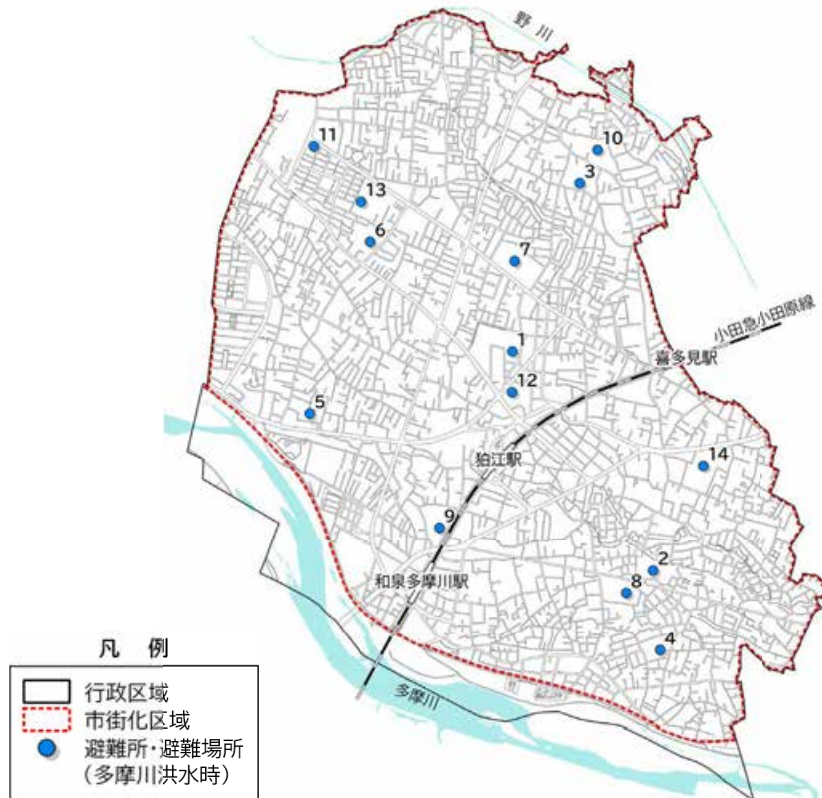 野川
11
10
3
13
6
7
小田急小田原線
1
喜多見駅
12
5
狛江駅
14
9
2
和泉多摩川駅
8
4
多摩川
凡 例
行政区域
市街化区域
避難所・避難場所
(多摩川洪水時)